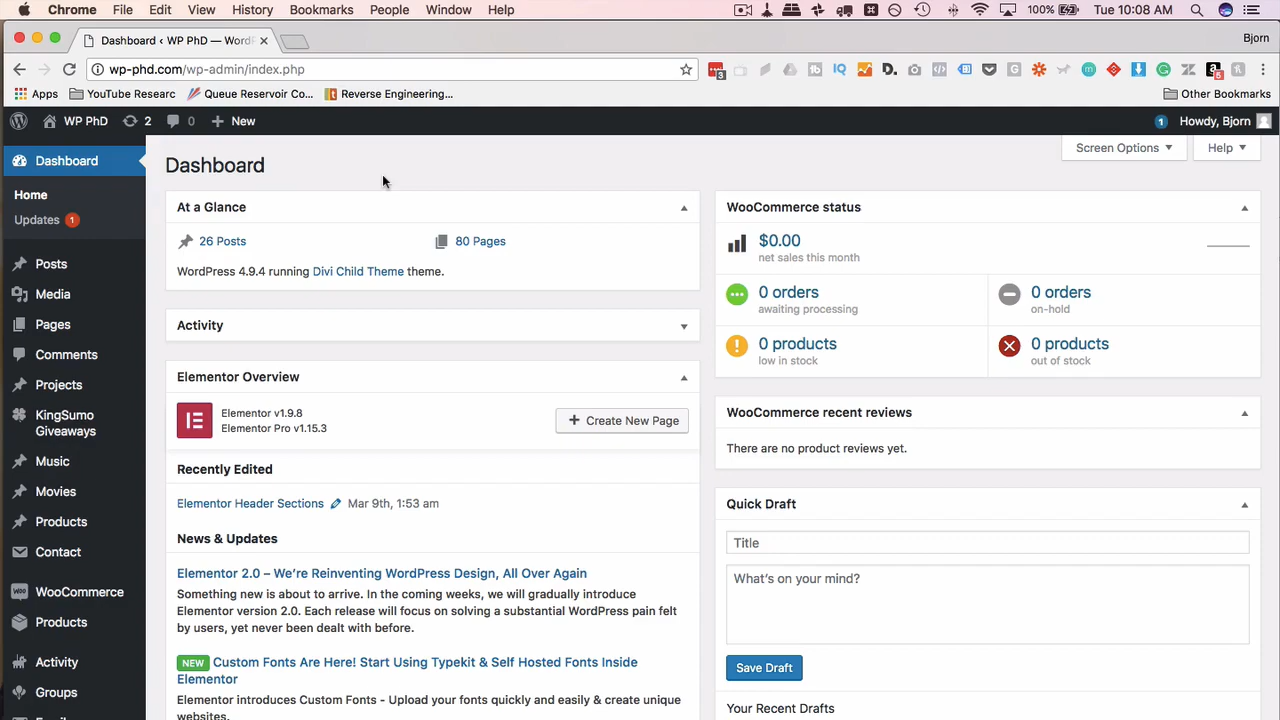 Chrome File Edit View History Bookmarks People Window Help 100% Tue 10:08 AM
Dashboard ‹ WP PhD — Word
Bjorn
wp-phd.com/wp-admin/index.php
Apps YouTube Researc Queue Reservoir Co... Reverse Engineering... Other Bookmarks
WP PhD 2 0 New 1 Howdy, Bjorn
Screen Options Help
Dashboard
Home
Updates 1
Posts
Media
Pages
Comments
Projects
KingSumo
Giveaways
Music
Movies
Products
Contact
WooCommerce
Products
Activity
Groups
Dashboard
At a Glance
26 Posts 80 Pages
WordPress 4.9.4 running Divi Child Theme theme.
Activity
Elementor Overview
Elementor v1.9.8
Elementor Pro v1.15.3
Create New Page
Recently Edited
Elementor Header Sections Mar 9th, 1:53 am
News & Updates
Elementor 2.0 – We're Reinventing WordPress Design, All Over Again
Something new is about to arrive. In the coming weeks, we will gradually introduce
Elementor version 2.0. Each release will focus on solving a substantial WordPress pain felt
by users, yet never been dealt with before.
NEW Custom Fonts Are Here! Start Using Typekit & Self Hosted Fonts Inside
Elementor
Elementor introduces Custom Fonts - Upload your fonts quickly and easily & create unique
websites.
WooCommerce status
$0.00
net sales this month
0 orders
awaiting processing
0 orders
on-hold
0 products
low in stock
0 products
out of stock
WooCommerce recent reviews
There are no product reviews yet.
Quick Draft
Title
What's on your mind?
Save Draft
Your Recent Drafts